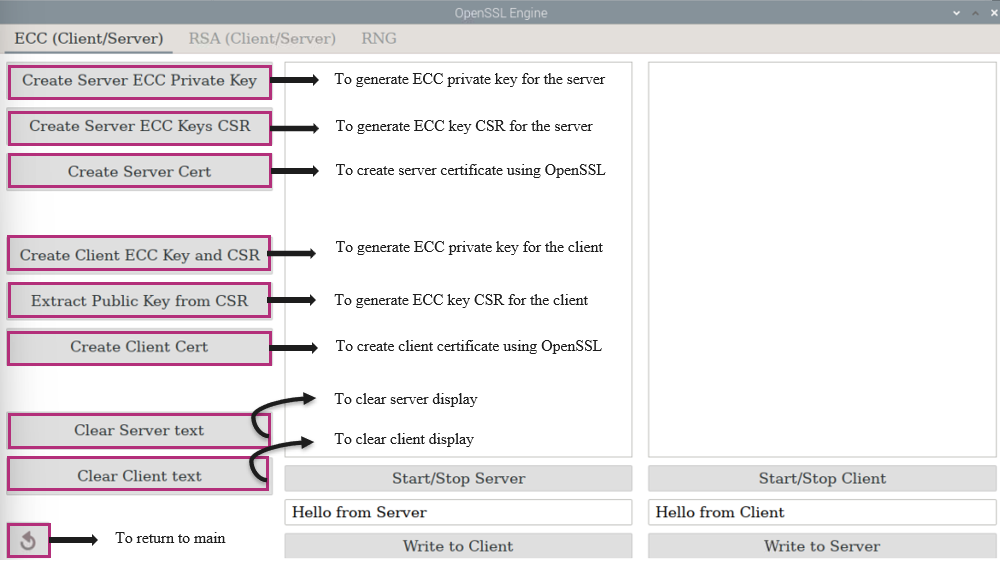 OpenSSL Engine
ECC (Client/Server) RSA (Client/Server) RNG
Create Server ECC Private Key To generate ECC private key for the server
Create Server ECC Keys CSR To generate ECC key CSR for the server
Create Server Cert To create server certificate using OpenSSL
Create Client ECC Key and CSR To generate ECC private key for the client
Extract Public Key from CSR To generate ECC key CSR for the client
Create Client Cert To create client certificate using OpenSSL
To clear server display
Clear Server text
To clear client display
Clear Client text
Start/Stop Server Start/Stop Client
Hello from Server Hello from Client
To return to main
Write to Client Write to Server